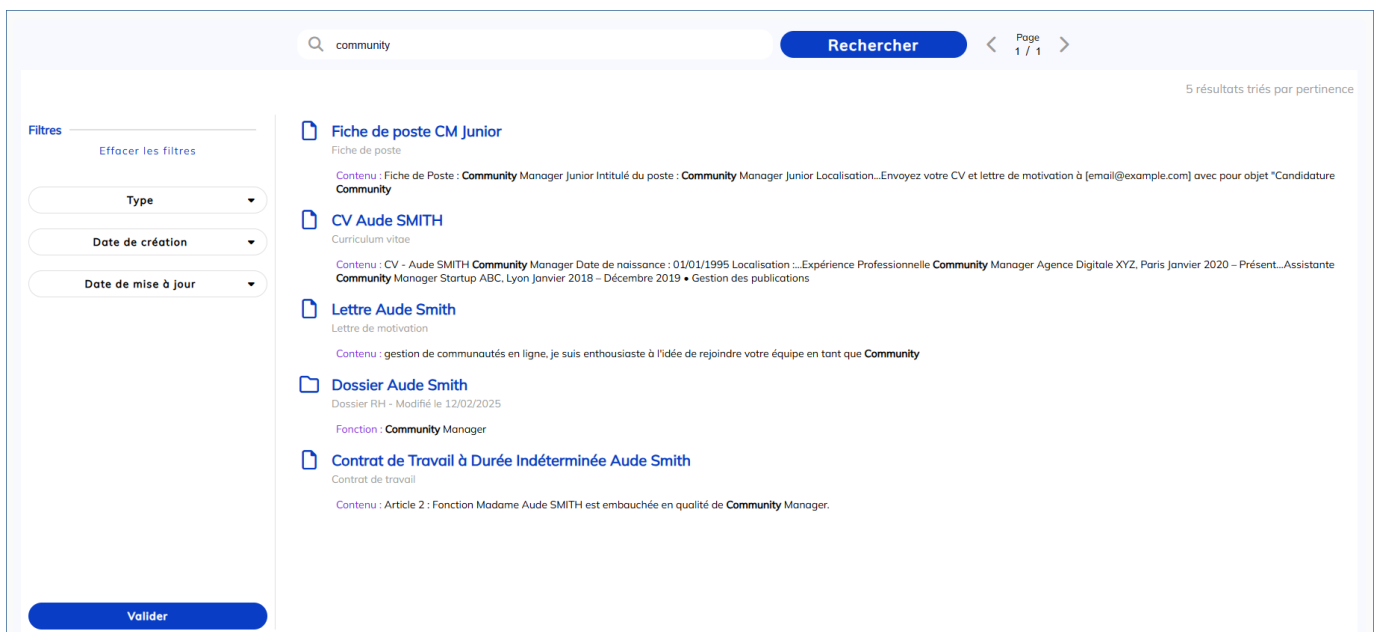 community
Rechercher
Page
1 / 1
5 résultats triés par pertinence
Filtres
Effacer les filtres
Type
Date de création
Date de mise à jour
Valider
Fiche de poste CM Junior
Fiche de poste
Contenu : Fiche de Poste : Community Manager Junior Intitulé du poste : Community Manager Junior Localisation...Envoyez votre CV et lettre de motivation à [email@example.com] avec pour objet "Candidature
Community
CV Aude SMITH
Curriculum vitae
Contenu : CV - Aude SMITH Community Manager Date de naissance : 01/01/1995 Localisation :...Expérience Professionnelle Community Manager Agence Digitale XYZ, Paris Janvier 2020 – Présent...Assistante
Community Manager Startup ABC, Lyon Janvier 2018 – Décembre 2019 • Gestion des publications
Lettre Aude Smith
Lettre de motivation
Contenu : gestion de communautés en ligne, je suis enthousiaste à l'idée de rejoindre votre équipe en tant que Community
Dossier Aude Smith
Dossier RH - Modifié le 12/02/2025
Fonction : Community Manager
Contrat de Travail à Durée Indéterminée Aude Smith
Contrat de travail
Contenu : Article 2 : Fonction Madame Aude SMITH est embauchée en qualité de Community Manager.